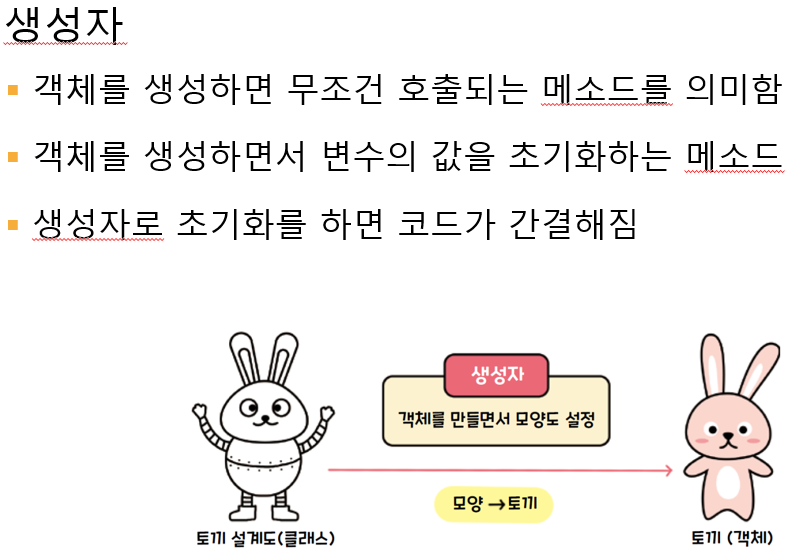 생성자
객체를 생성하면 무조건 호출되는 메소드를 의미함
객체를 생성하면서 변수의 값을 초기화하는 메소드
생성자로 초기화를 하면 코드가 간결해짐
생성자
객체를 만들면서 모양도 설정
모양 → 토끼
토끼 설계도(클래스)
토끼 (객체)